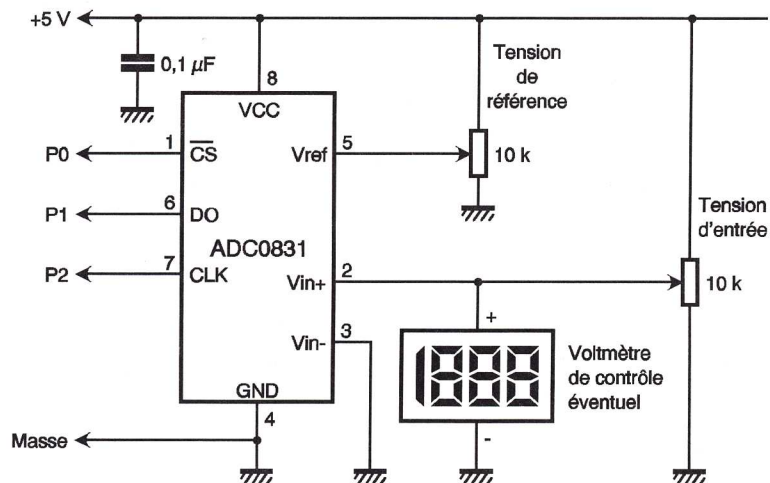 +5 V
0,1 µF
8
VCC
Tension
de
référence
P0
1
CS
Vref
5
10 k
P1
6
DO
ADC0831
Tension
d'entrée
P2
7
CLK
Vin+
2
10 k
+
Vin-
3
1888
Voltmètre
de contrôle
éventuel
GND
4
-
Masse